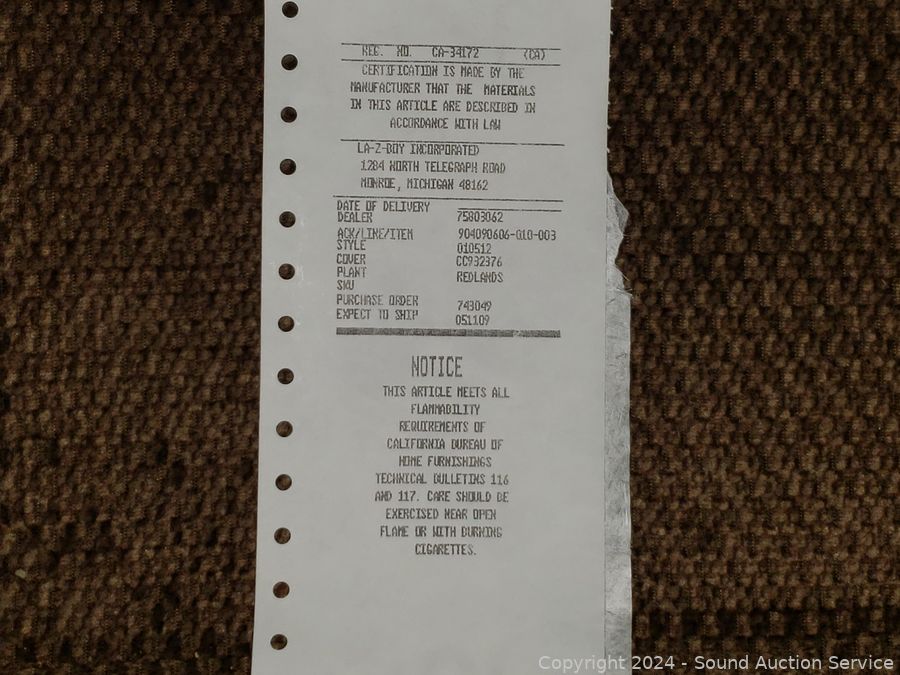 REG. NO. CA-34172 (CA)
CERTIFICATION IS MADE BY THE
MANUFACTURER THAT THE MATERIALS
IN THIS ARTICLE ARE DESCRIBED IN
ACCORDANCE WITH LAW
LA-Z-BOY INCORPORATED
1284 NORTH TELEGRAPH ROAD
MONROE, MICHIGAN 48162
DATE OF DELIVERY
DEALER 75803062
ACK/LINE/ITEM 904090606-010-003
STYLE 010512
COVER CC932376
PLANT REDLANDS
SKU
PURCHASE ORDER 743049
EXPECT TO SHIP 051109
NOTICE
THIS ARTICLE MEETS ALL
FLAMMABILITY
REQUIREMENTS OF
CALIFORNIA BUREAU OF
HOME FURNISHINGS
TECHNICAL BULLETINS 116
AND 117. CARE SHOULD BE
EXERCISED NEAR OPEN
FLAME OR WITH BURNING
CIGARETTES.
Copyright 2024 - Sound Auction Service